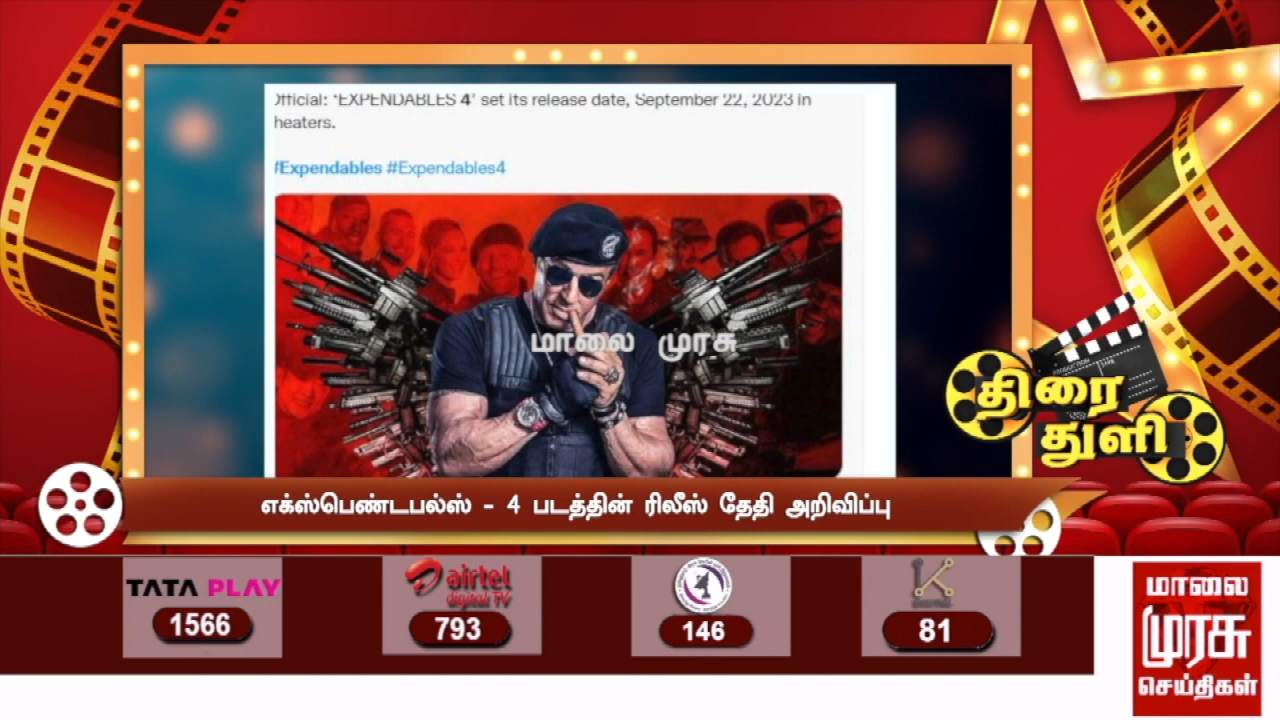 Official: 'EXPENDABLES 4' set its release date, September 22, 2023 in
heaters.
#Expendables #Expendables4
மாலை முரசு
திரை
துளி
எக்ஸ்பெண்டபல்ஸ் - 4 படத்தின் ரிலீஸ் தேதி அறிவிப்பு
TATA PLAY
1566
airtel
digital TV
793
146
81
மாலை
முரசு
செய்திகள்